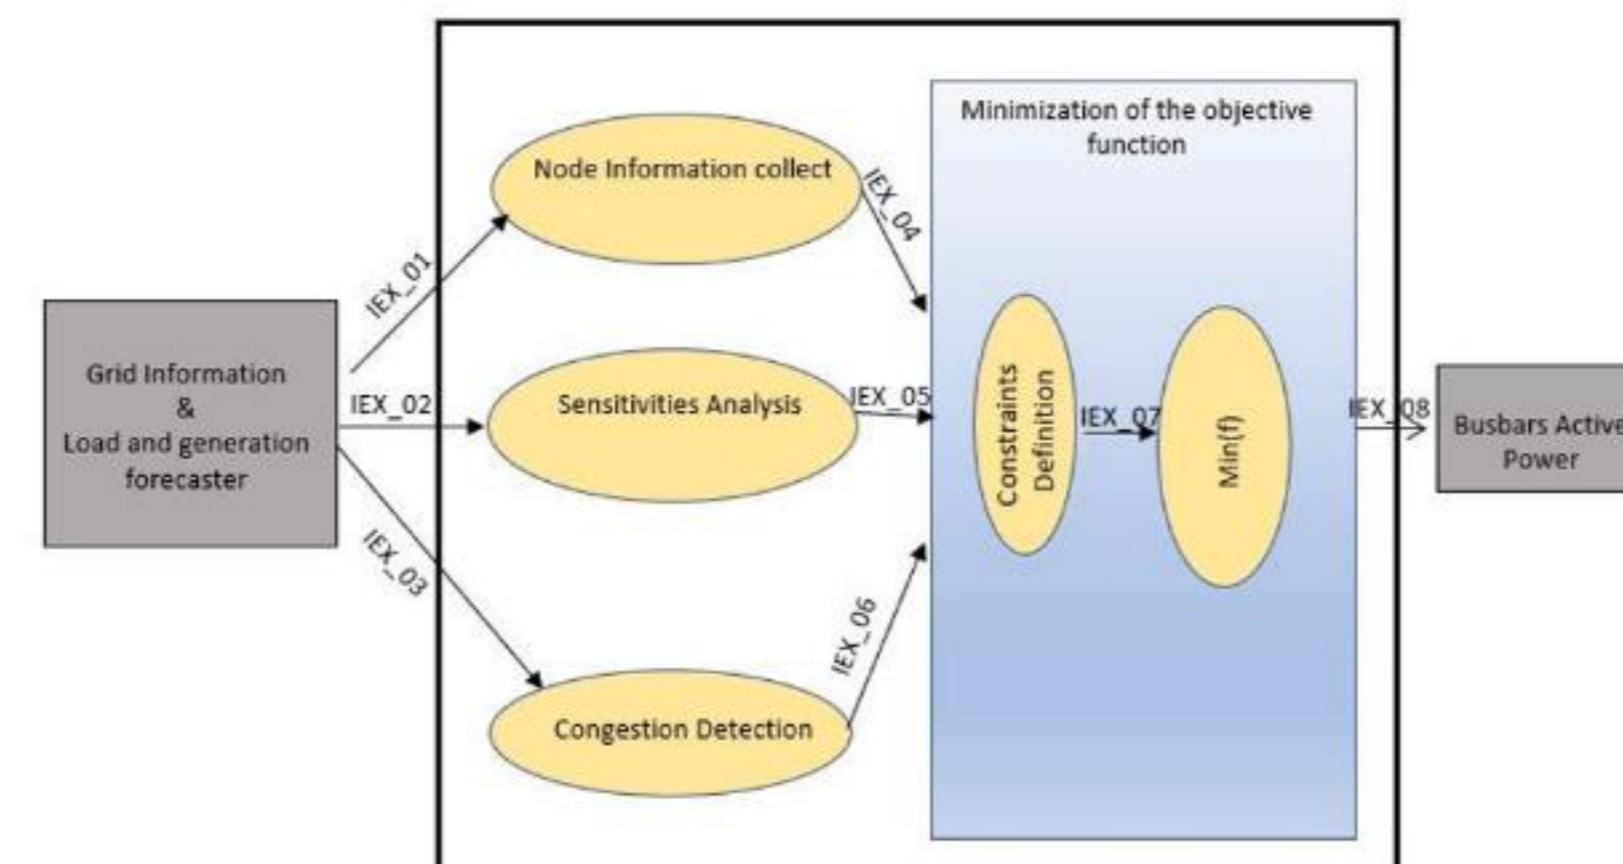 Minimization of the objective
function
Node Information collect
IEX_04
IEX_01
Grid Information
&
Load and generation
forecaster
IEX_02
Sensitivities Analysis
IEX_05
Constraints
Definition
IEX_07
Min(f)
IEX_08
Busbars Active
Power
IEX_03
IEX_06
Congestion Detection